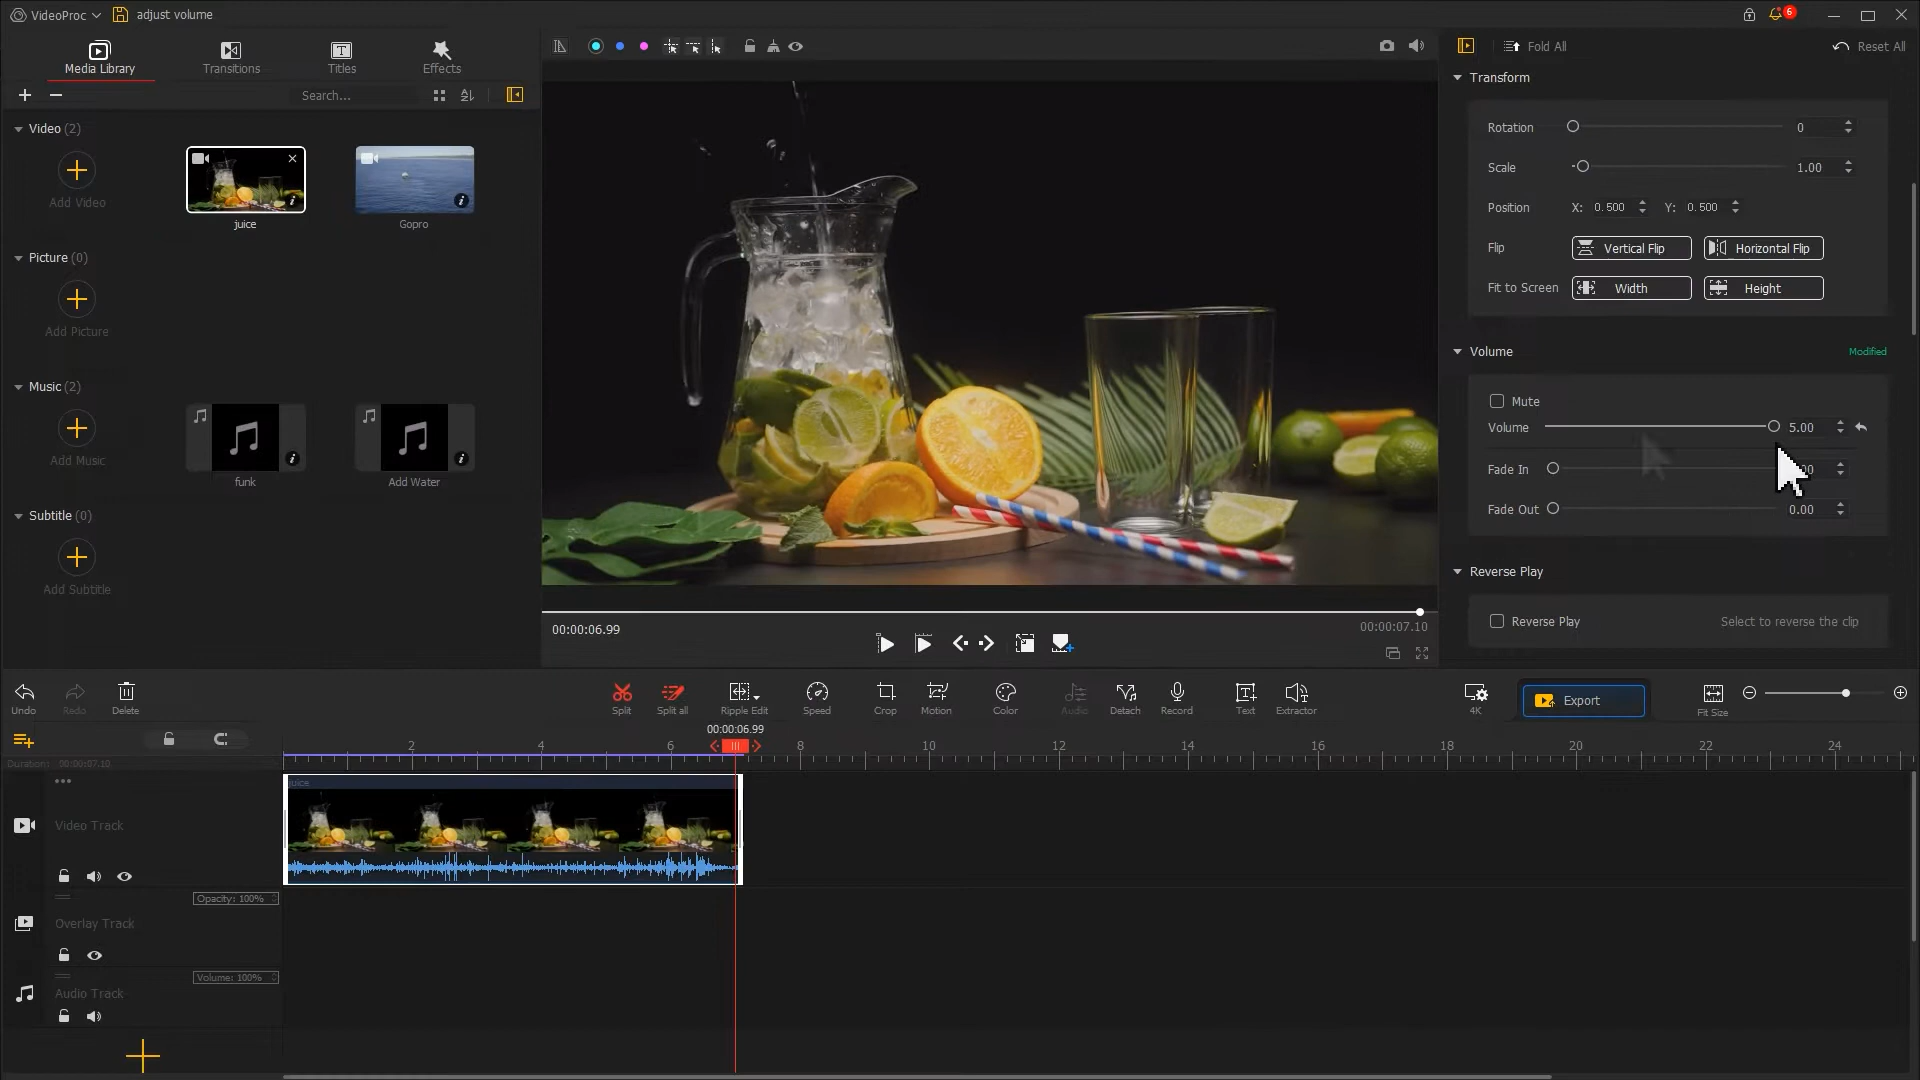 VideoProc
adjust volume
6
Media Library
Transitions
Titles
Effects
Search...
Video (2)
Add Video
juice
Gopro
Picture (0)
Add Picture
Music (2)
Add Music
funk
Add Water
Subtitle (0)
Add Subtitle
00:00:06.99
00:00:07.10
Fold All
Reset All
Transform
Rotation
0
Scale
1.00
Position
X: 0.500
Y: 0.500
Flip
Vertical Flip
Horizontal Flip
Fit to Screen
Width
Height
Volume
Modified
Mute
Volume
5.00
Fade In
Fade Out
0.00
Reverse Play
Reverse Play
Select to reverse the clip
Undo
Redo
Delete
Split
Split all
Ripple Edit
Speed
Crop
Motion
Color
Audio
Detach
Record
Text
Extractor
4K
Export
Fit Size
00:00:06.99
2 4 6 8 10 12 14 16 18 20 22 24
Duration: 00:00:07.10
juice
Video Track
Opacity: 100%
Overlay Track
Volume: 100%
Audio Track